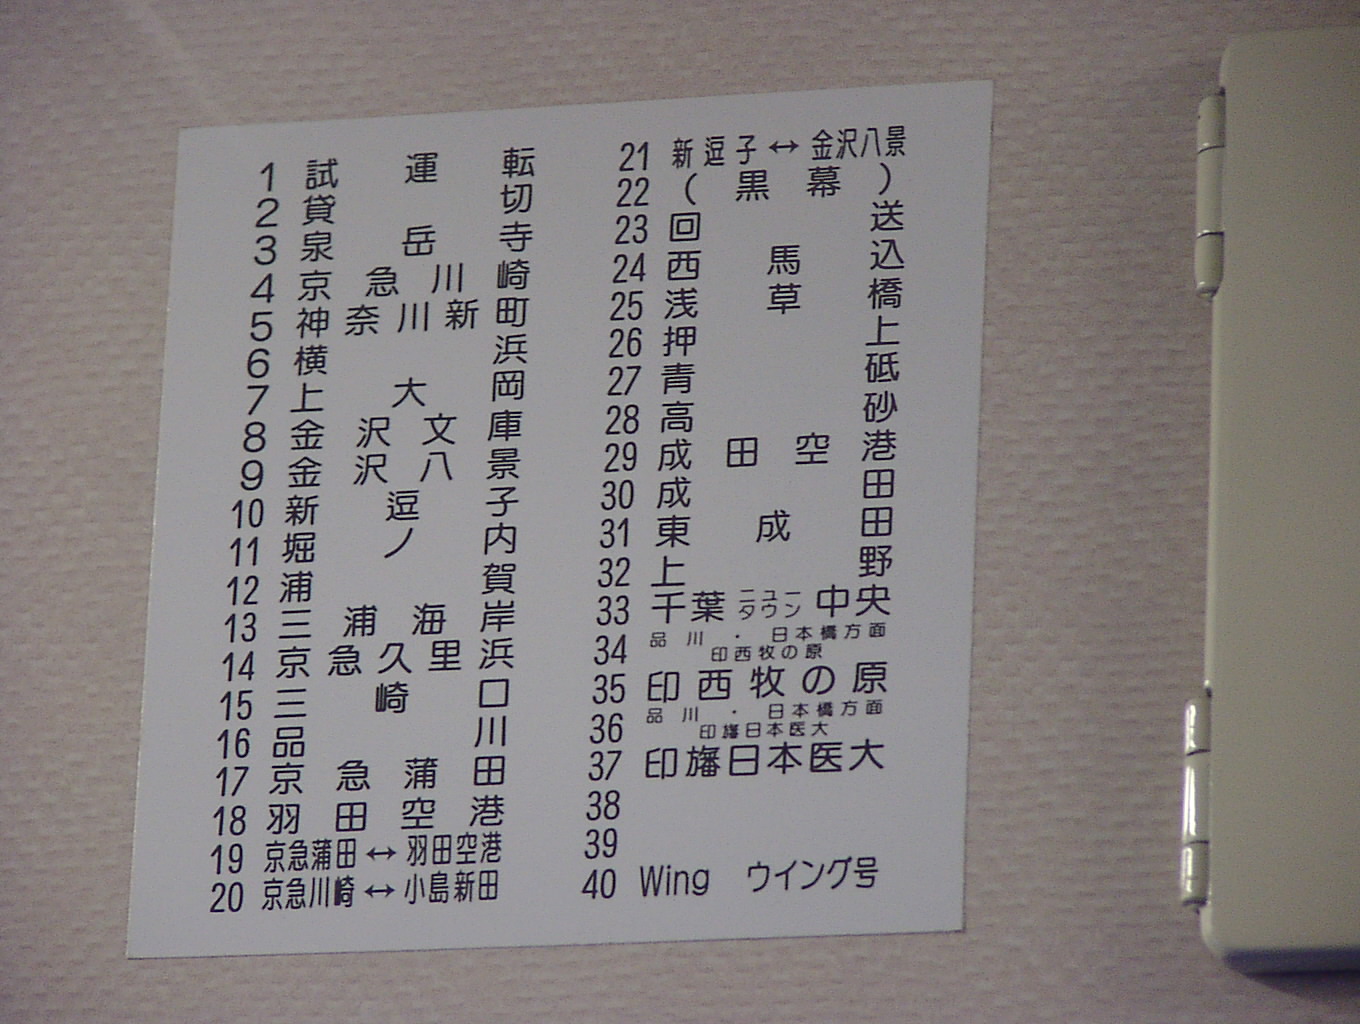 1 試運転
2 貸切
3 泉岳寺
4 京急川崎
5 神奈川新町
6 横浜
7 上大岡
8 金沢文庫
9 金沢八景
10 新逗子
11 堀ノ内
12 浦賀
13 三浦海岸
14 京急久里浜
15 三崎口
16 品川
17 京急蒲田
18 羽田空港
19 京急蒲田↔羽田空港
20 京急川崎↔小島新田
21 新逗子↔金沢八景
22 (黒幕)
23 回送
24 西馬込
25 浅草橋
26 押上
27 青砥
28 高砂
29 成田空港
30 成田
31 東成田
32 上野
33 千葉ニュータウン中央
34 品川・日本橋方面
印西牧の原
35 印西牧の原
36 品川・日本橋方面
印旛日本医大
37 印旛日本医大
38
39
40 Wing ウイング号